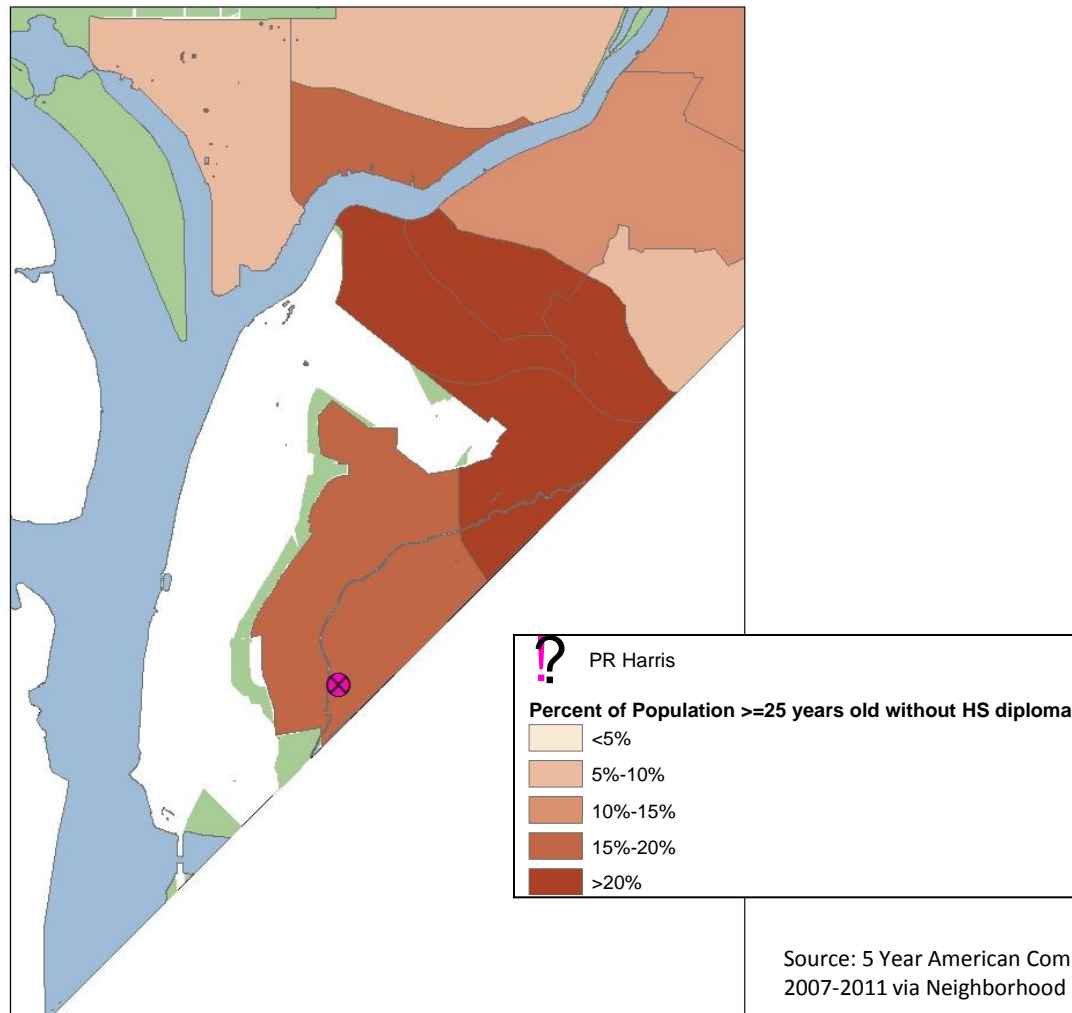 PR Harris
Percent of Population >=25 years old without HS diploma
<5%
5%-10%
10%-15%
15%-20%
>20%
Source: 5 Year American Com
2007-2011 via Neighborhood